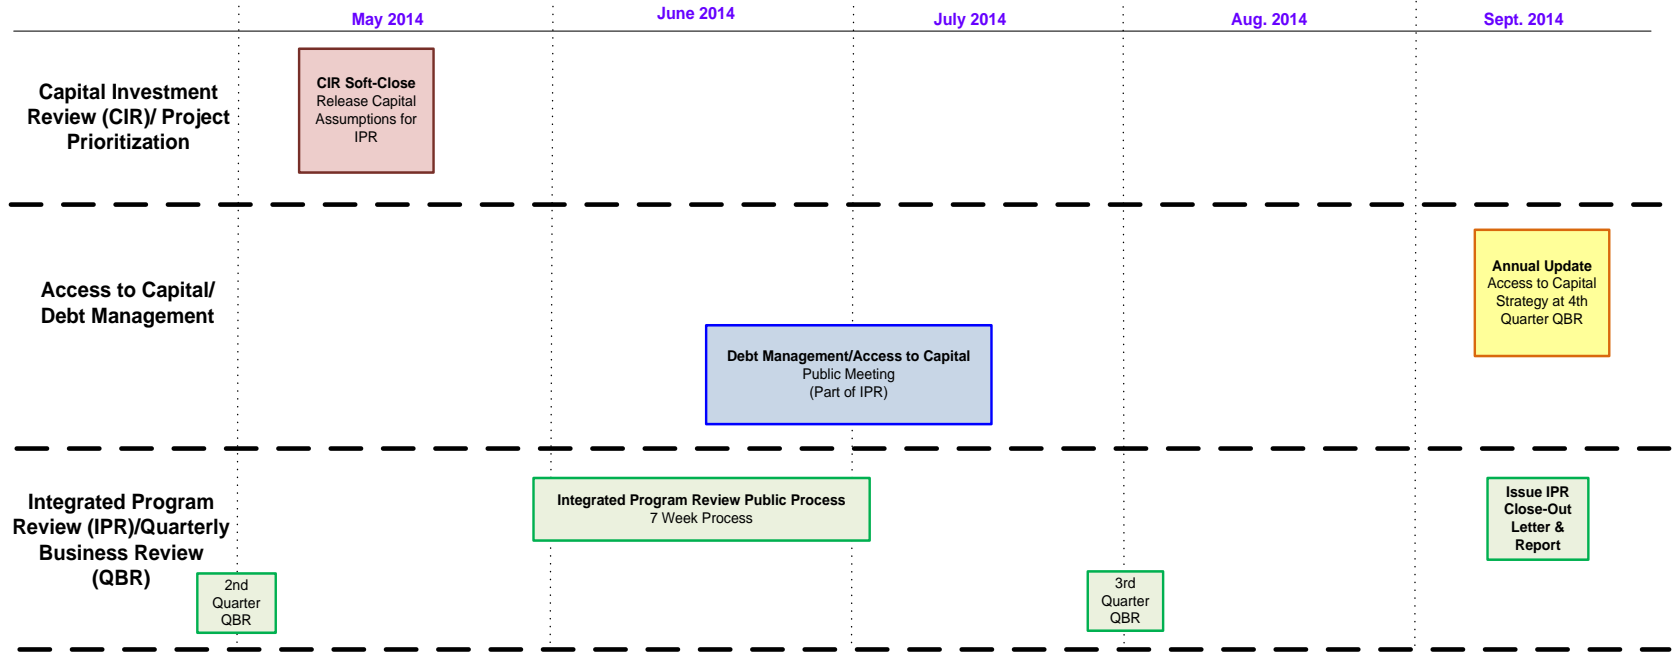 May 2014
June 2014
July 2014
Aug. 2014
Sept. 2014
Capital Investment
Review (CIR)/ Project
Prioritization
CIR Soft-Close
Release Capital
Assumptions for
IPR
Access to Capital/
Debt Management
Annual Update
Access to Capital
Strategy at 4th
Quarter QBR
Debt Management/Access to Capital
Public Meeting
(Part of IPR)
Integrated Program
Review (IPR)/Quarterly
Business Review
(QBR)
Integrated Program Review Public Process
7 Week Process
Issue IPR
Close-Out
Letter &
Report
2nd
Quarter
QBR
3rd
Quarter
QBR